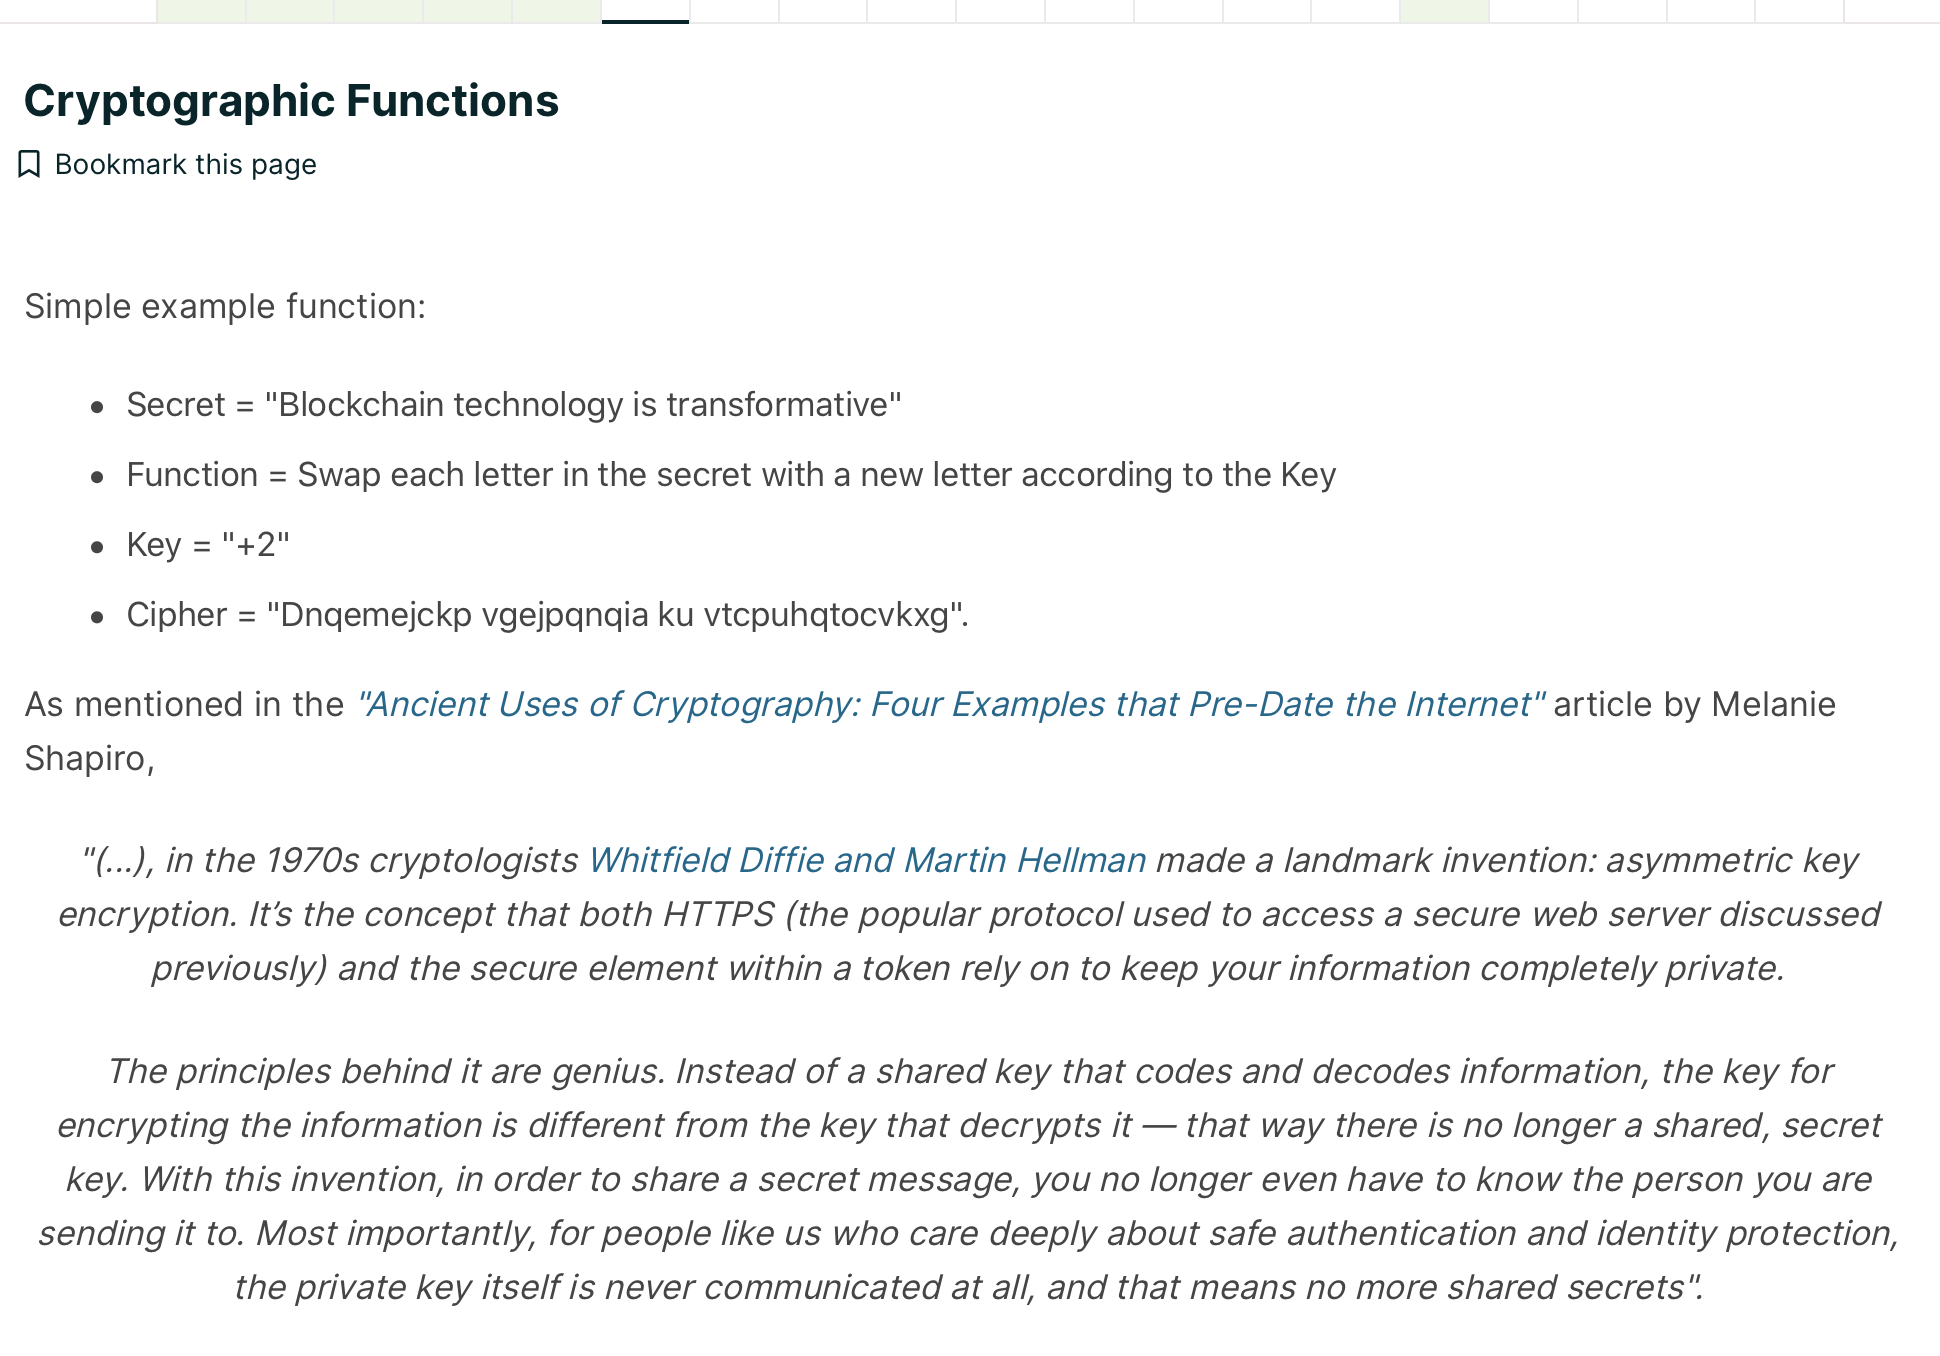 Cryptographic Functions
Bookmark this page
Simple example function:
• Secret = "Blockchain technology is transformative"
• Function = Swap each letter in the secret with a new letter according to the Key
• Key = "+2"
• Cipher = "Dnqemejckp vgejpqnqia ku vtcpuhqtocvkxg".
As mentioned in the "Ancient Uses of Cryptography: Four Examples that Pre-Date the Internet" article by Melanie
Shapiro,
"(...), in the 1970s cryptologists Whitfield Diffie and Martin Hellman made a landmark invention: asymmetric key
encryption. It’s the concept that both HTTPS (the popular protocol used to access a secure web server discussed
previously) and the secure element within a token rely on to keep your information completely private.
The principles behind it are genius. Instead of a shared key that codes and decodes information, the key for
encrypting the information is different from the key that decrypts it — that way there is no longer a shared, secret
key. With this invention, in order to share a secret message, you no longer even have to know the person you are
sending it to. Most importantly, for people like us who care deeply about safe authentication and identity protection,
the private key itself is never communicated at all, and that means no more shared secrets".